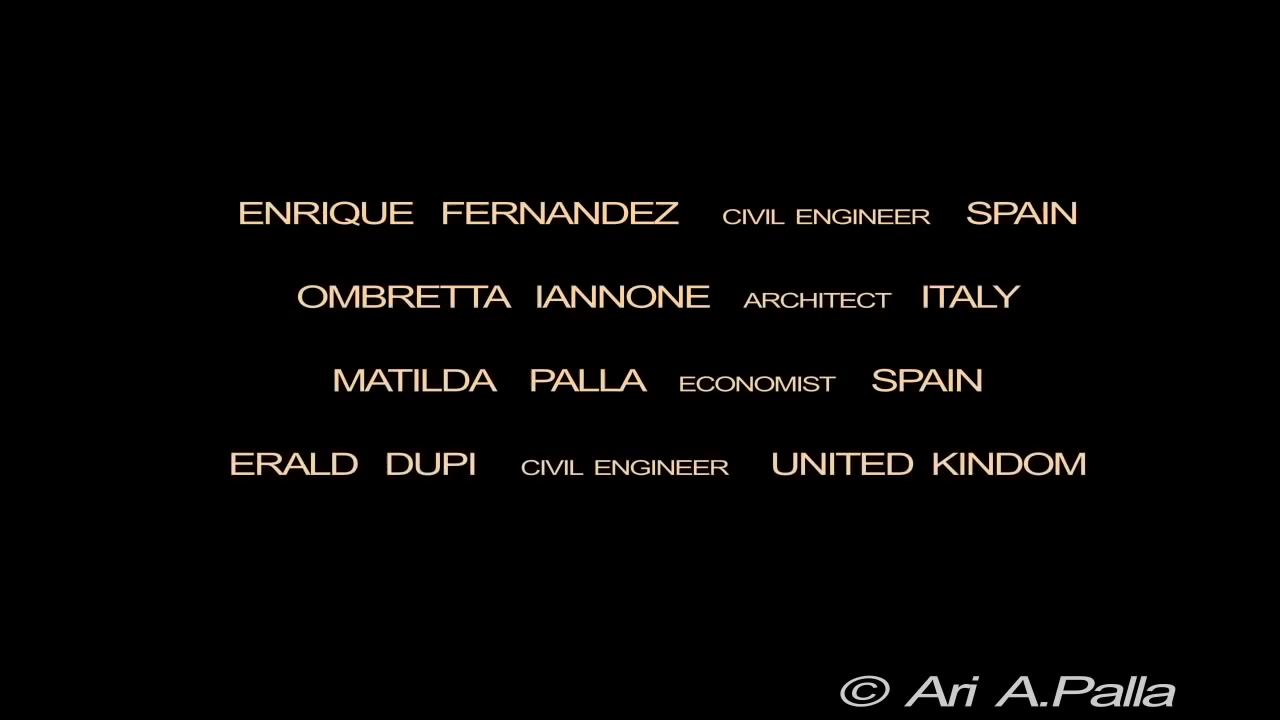 ENRIQUE FERNANDEZ CIVIL ENGINEER SPAIN
OMBRETTA IANNONE ARCHITECT ITALY
MATILDA PALLA ECONOMIST SPAIN
ERALD DUPI CIVIL ENGINEER UNITED KINDOM
© Ari A.Palla